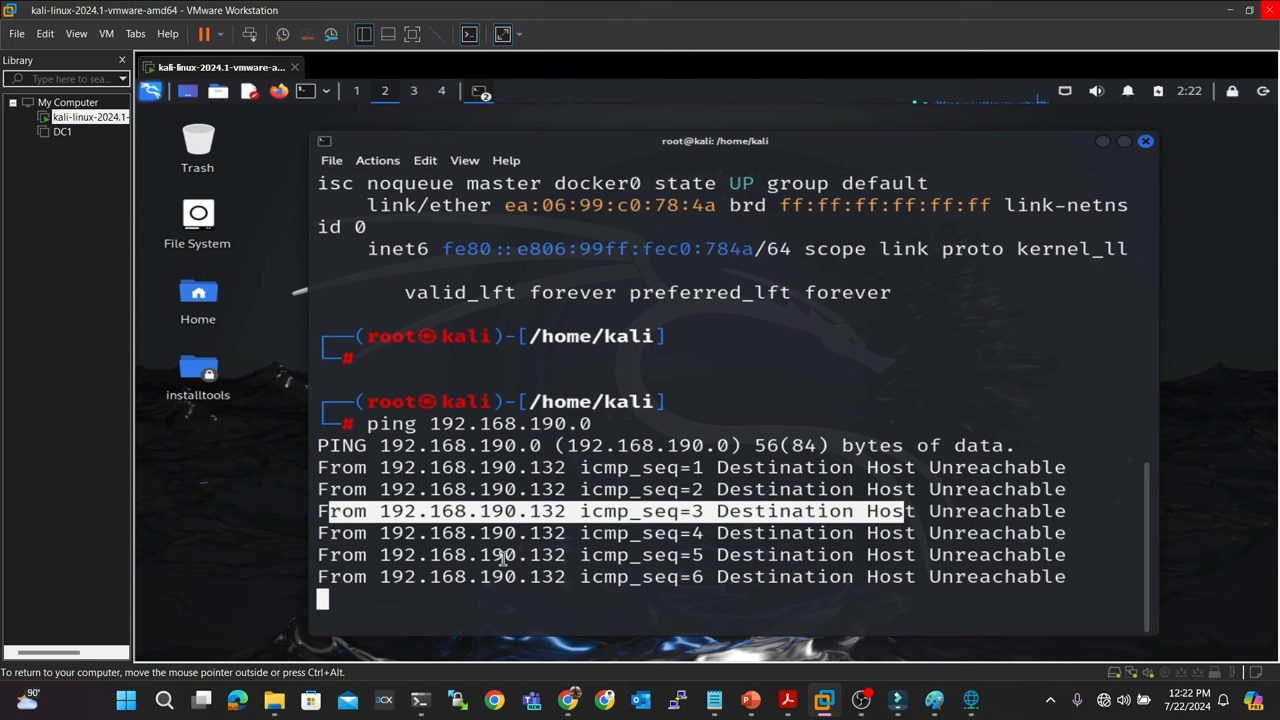 kali-linux-2024.1-vmware-amd64 - VMware Workstation
File Edit View VM Tabs Help
Library
Type here to sea...
My Computer
kali-linux-2024.1-
DC1
kali-linux-2024.1-vmware-a...
1 2 3 4
2:22
Trash
File System
Home
installtools
root@kali: /home/kali
File Actions Edit View Help
isc noqueue master docker0 state UP group default
link/ether ea:06:99:c0:78:4a brd ff:ff:ff:ff:ff:ff link-netns
id 0
inet6 fe80::e806:99ff:fec0:784a/64 scope link proto kernel_ll
valid_lft forever preferred_lft forever
(root㉿kali)-[/home/kali]
#
(root㉿kali)-[/home/kali]
# ping 192.168.190.0
PING 192.168.190.0 (192.168.190.0) 56(84) bytes of data.
From 192.168.190.132 icmp_seq=1 Destination Host Unreachable
From 192.168.190.132 icmp_seq=2 Destination Host Unreachable
From 192.168.190.132 icmp_seq=3 Destination Host Unreachable
From 192.168.190.132 icmp_seq=4 Destination Host Unreachable
From 192.168.190.132 icmp_seq=5 Destination Host Unreachable
From 192.168.190.132 icmp_seq=6 Destination Host Unreachable
To return to your computer, move the mouse pointer outside or press Ctrl+Alt.
90°
12:22 PM
7/22/2024